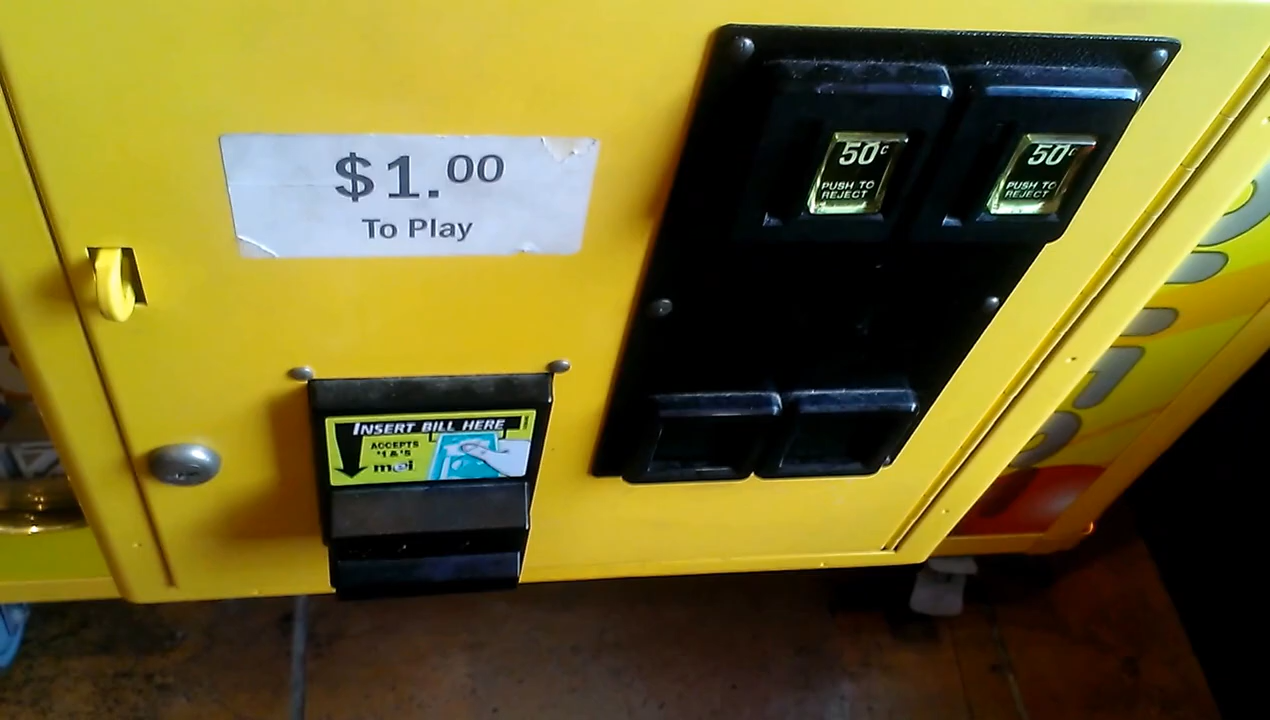 $1.00
To Play
50¢
PUSH TO
REJECT
50¢
PUSH TO
REJECT
INSERT BILL HERE
ACCEPTS
$1 & $5
mei